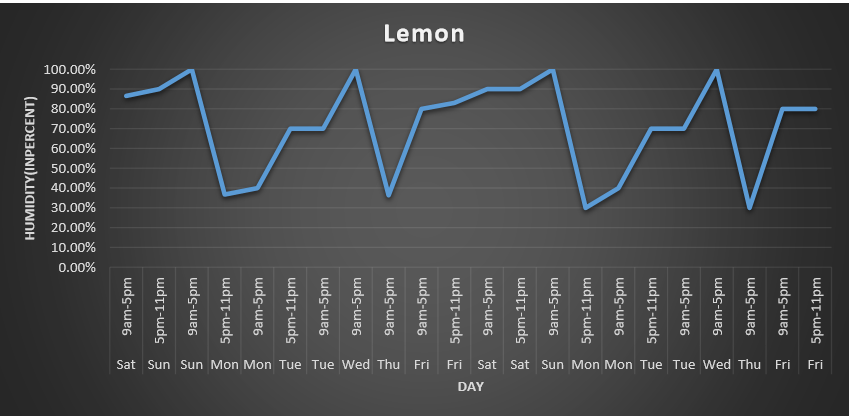 Lemon
HUMIDITY(INPERCENT)
100.00%
90.00%
80.00%
70.00%
60.00%
50.00%
40.00%
30.00%
20.00%
10.00%
0.00%
9am-5pm 5pm-11pm 9am-5pm 5pm-11pm 9am-5pm 5pm-11pm 9am-5pm 9am-5pm 9am-5pm 9am-5pm 5pm-11pm 9am-5pm 5pm-11pm 9am-5pm 5pm-11pm 9am-5pm 5pm-11pm 9am-5pm 9am-5pm 9am-5pm 9am-5pm 5pm-11pm
Sat Sun Sun Mon Mon Tue Tue Wed Thu Fri Fri Sat Sat Sun Mon Mon Tue Tue Wed Thu Fri Fri
DAY